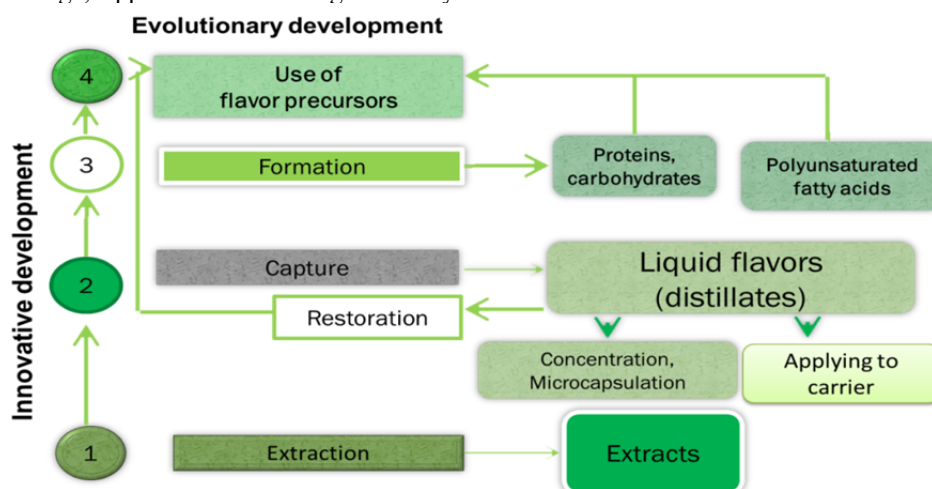 Evolutionary development
4
Use of
flavor precursors
3
Formation
Proteins,
carbohydrates
Polyunsaturated
fatty acids
Innovative development
2
Capture
Liquid flavors
(distillates)
Restoration
Concentration,
Microcapsulation
Applying to
carrier
1
Extraction
Extracts